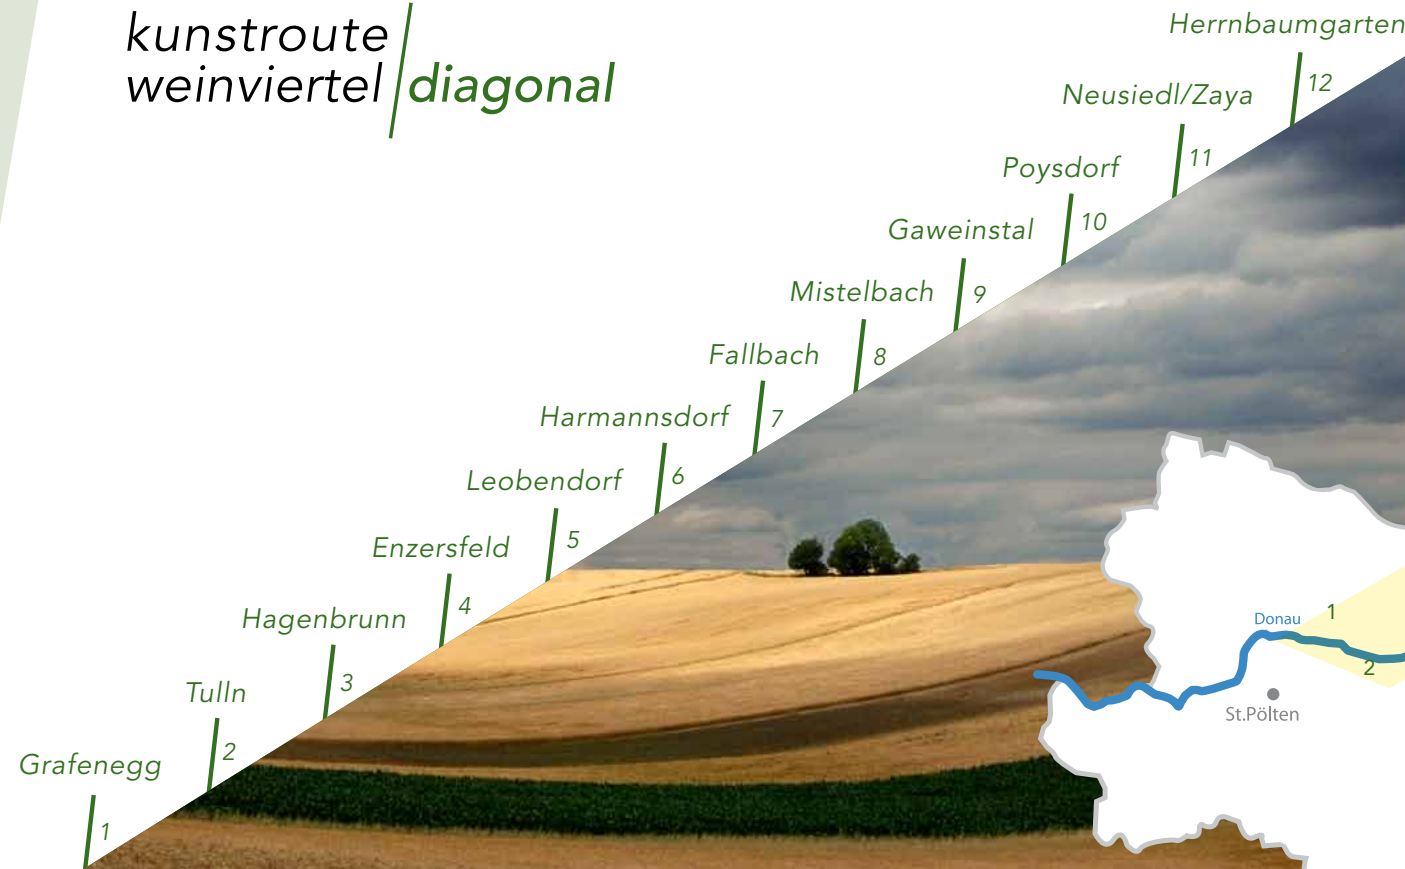 kunstroute
weinviertel diagonal
Herrnbaumgarten
12
Neusiedl/Zaya
11
Poysdorf
10
Gaweinstal
9
Mistelbach
8
Fallbach
7
Harmannsdorf
6
Leobendorf
5
Enzersfeld
4
Hagenbrunn
3
Tulln
2
Grafenegg
1
Donau
1
2
St.Pölten